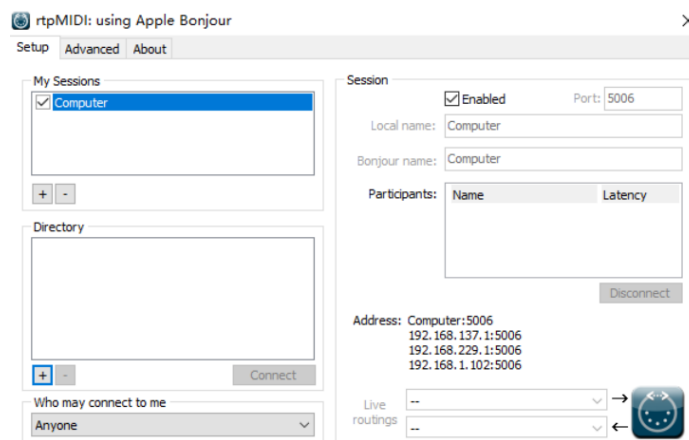 rtpMIDI: using Apple Bonjour
Setup Advanced About
My Sessions
Computer
+ -
Directory
+ - Connect
Who may connect to me
Anyone
Session
Enabled Port: 5006
Local name: Computer
Bonjour name: Computer
Participants: Name Latency
Disconnect
Address: Computer:5006
192.168.137.1:5006
192.168.229.1:5006
192.168.1.102:5006
Live
routings
--
--